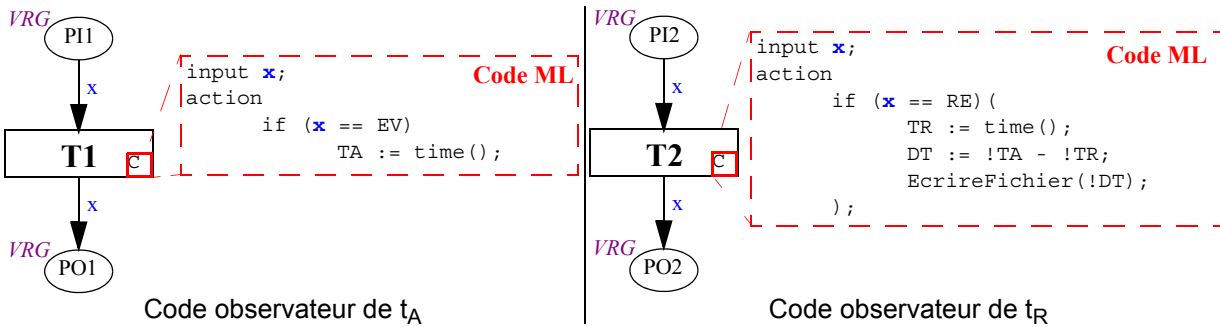 VRG
PI1
x
T1
C
x
VRG
PO1
Code ML
input x;
action
if (x == EV)
TA := time();
Code observateur de tA
VRG
PI2
x
T2
C
x
VRG
PO2
Code ML
input x;
action
if (x == RE)(
TR := time();
DT := !TA - !TR;
EcrireFichier(!DT);
);
Code observateur de tR